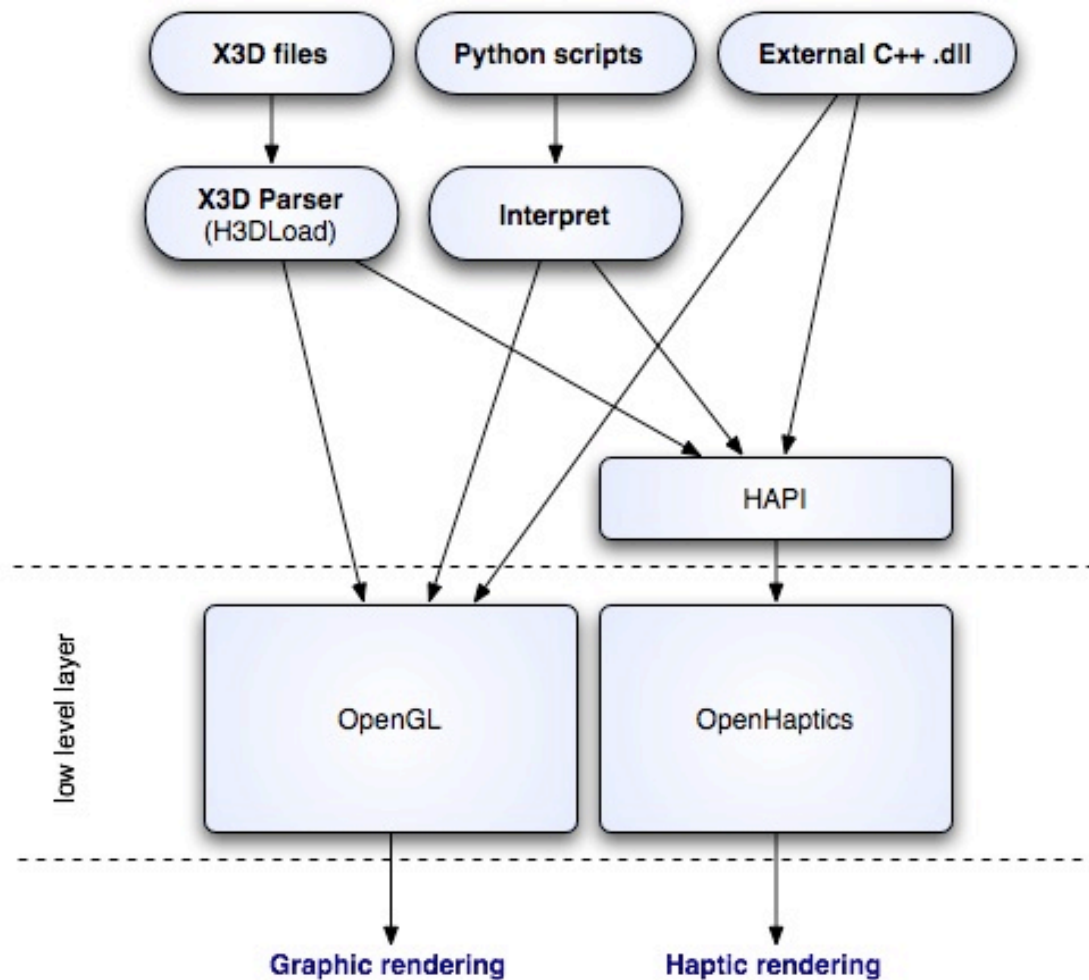 X3D files
Python scripts
External C++ .dll
X3D Parser
(H3DLoad)
Interpret
HAPI
low level layer
OpenGL
OpenHaptics
Graphic rendering
Haptic rendering